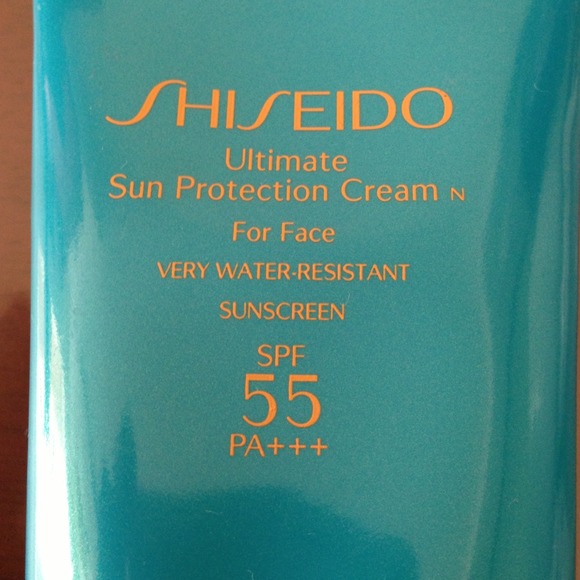 SHISEIDO
Ultimate
Sun Protection Cream N
For Face
VERY WATER-RESISTANT
SUNSCREEN
SPF
55
PA+++